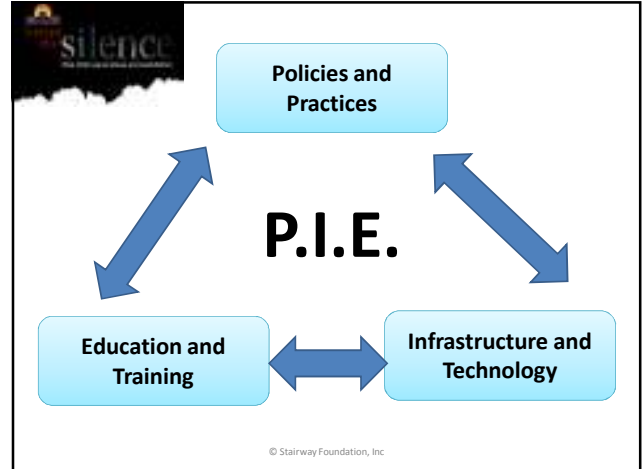 silence
Policies and
Practices
P.I.E.
Education and
Training
Infrastructure and
Technology
© Stairway Foundation, Inc